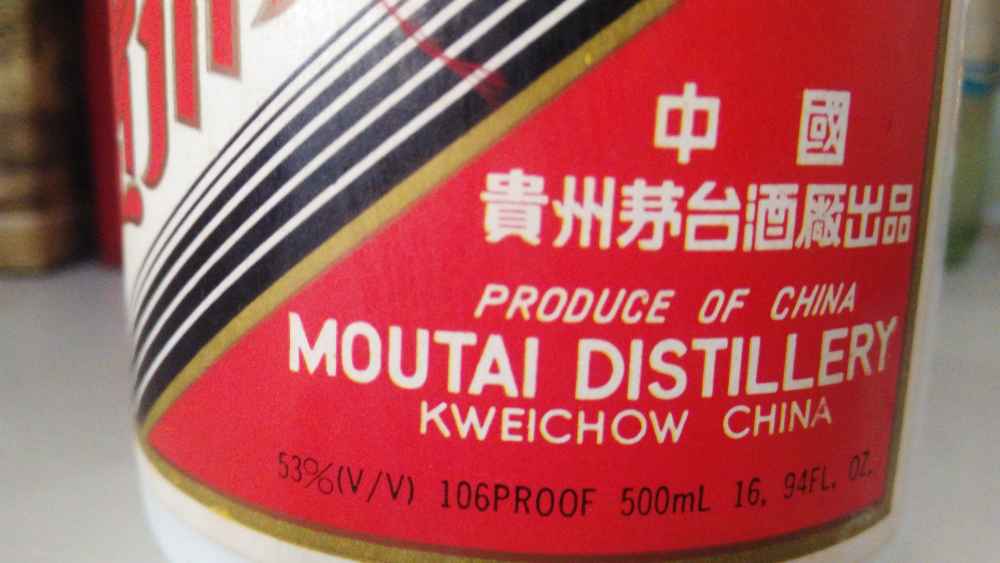 中國
貴州茅台酒厰出品
PRODUCE OF CHINA
MOUTAI DISTILLERY
KWEICHOW CHINA
53%(V/V) 106PROOF 500mL 16. 94FL. OZ.